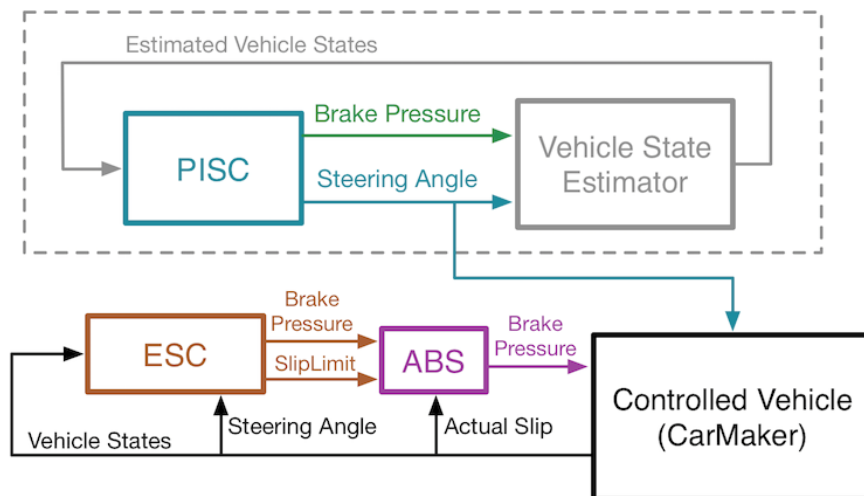 Estimated Vehicle States
Brake Pressure
PISC
Steering Angle
Vehicle State
Estimator
Brake
Pressure
ESC
SlipLimit
ABS
Brake
Pressure
Controlled Vehicle
(CarMaker)
Vehicle States
Steering Angle
Actual Slip